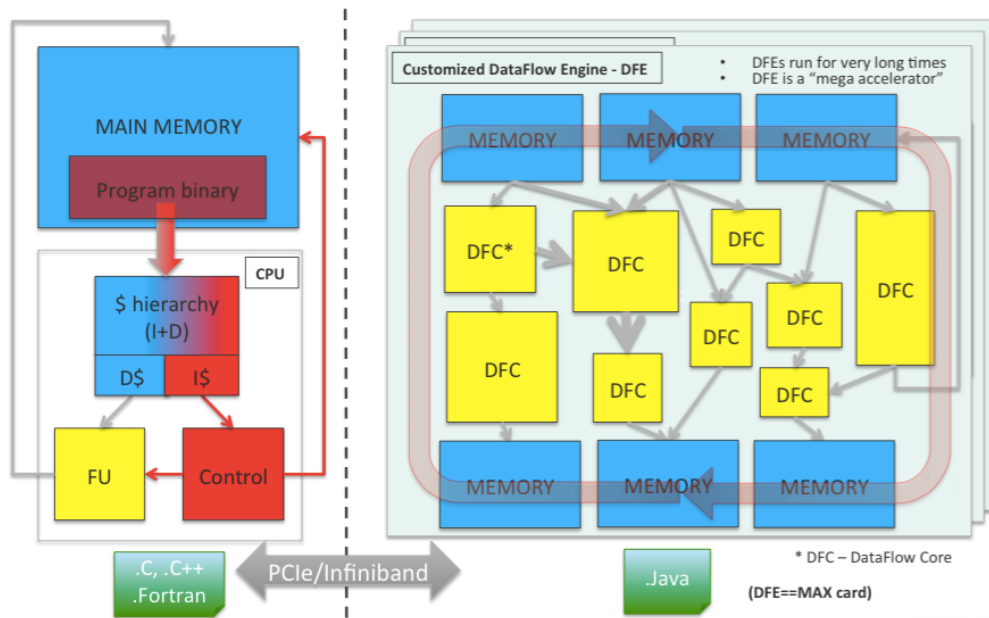 MAIN MEMORY
Program binary
CPU
$ hierarchy
(I+D)
D$
I$
FU
Control
.C, .C++
.Fortran
PCIe/Infiniband
Customized DataFlow Engine - DFE
• DFEs run for very long times
• DFE is a “mega accelerator”
MEMORY
MEMORY
MEMORY
DFC*
DFC
DFC
DFC
DFC
DFC
DFC
DFC
DFC
MEMORY
MEMORY
MEMORY
.Java
* DFC – DataFlow Core
(DFE==MAX card)